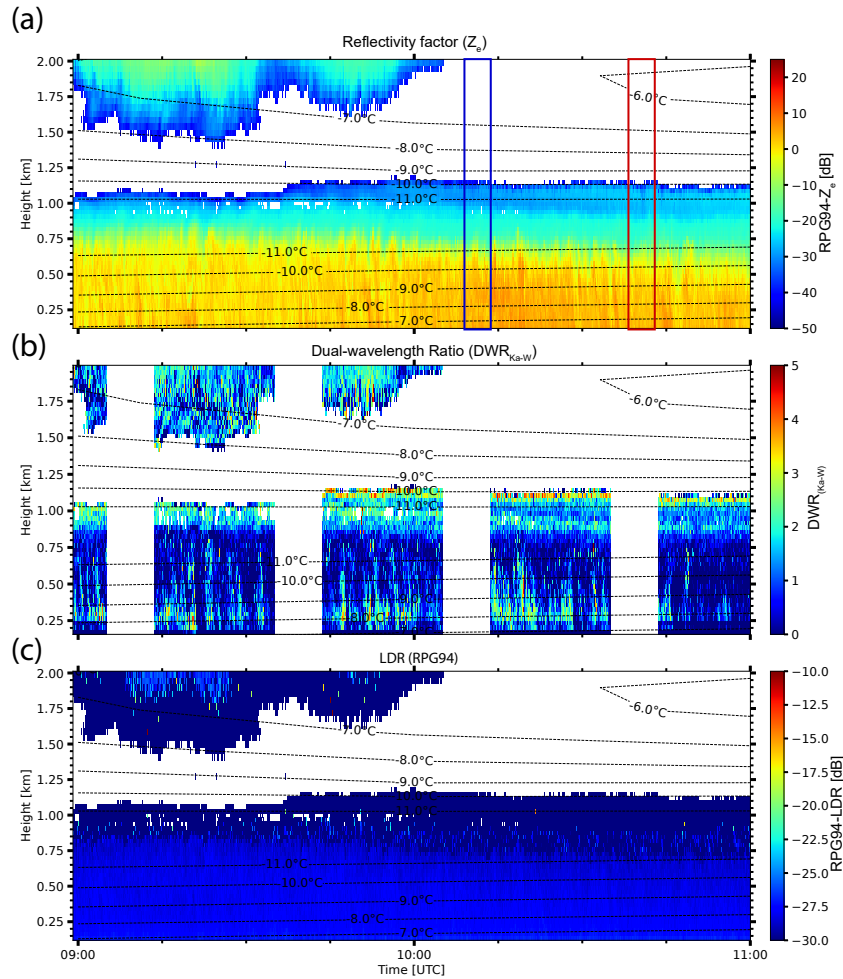 (a)
Reflectivity factor (Ze)
2.00
1.75
1.50
1.25
1.00
0.75
0.50
0.25
Height [km]
-6.0°C
-7.0°C
-8.0°C
-9.0°C
-10.0°C
-11.0°C
-11.0°C
-10.0°C
-9.0°C
-8.0°C
-7.0°C
20
10
0
−10
−20
−30
−40
−50
RPG94-Ze [dB]
(b)
Dual-wavelength Ratio (DWRKa-W)
1.75
1.50
1.25
1.00
0.75
0.50
0.25
Height [km]
-6.0°C
-7.0°C
-8.0°C
-9.0°C
-10.0°C
11.0°C
1.0°C
-10.0°C
-9.0°C
5
4
3
2
1
0
DWR(Ka-W)
(c)
LDR (RPG94)
2.00
1.75
1.50
1.25
1.00
0.75
0.50
0.25
Height [km]
-6.0°C
-7.0°C
-8.0°C
-9.0°C
-10.0°C
-11.0°C
-11.0°C
-10.0°C
-9.0°C
-8.0°C
-7.0°C
−10.0
−12.5
−15.0
−17.5
−20.0
−22.5
−25.0
−27.5
−30.0
RPG94-LDR [dB]
09:00
10:00
11:00
Time [UTC]